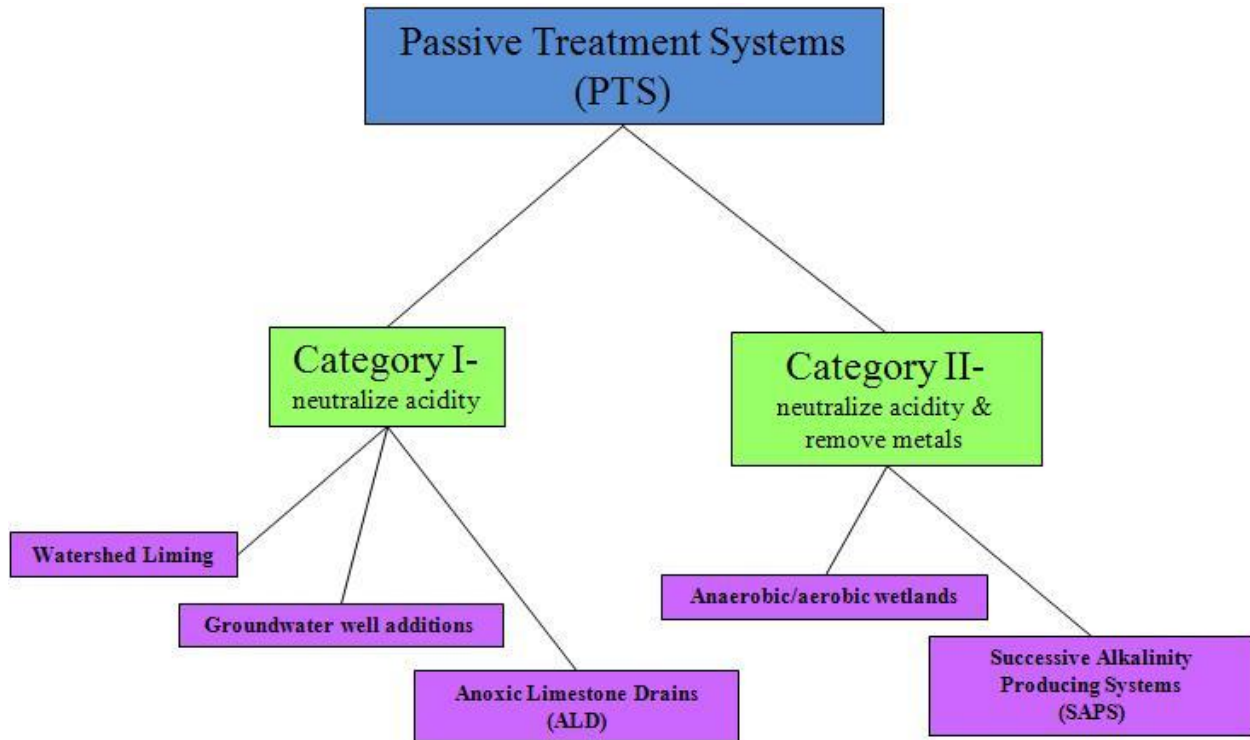 Passive Treatment Systems
(PTS)
Category I-
neutralize acidity
Category II-
neutralize acidity &
remove metals
Watershed Liming
Groundwater well additions
Anoxic Limestone Drains
(ALD)
Anaerobic/aerobic wetlands
Successive Alkalinity
Producing Systems
(SAPS)